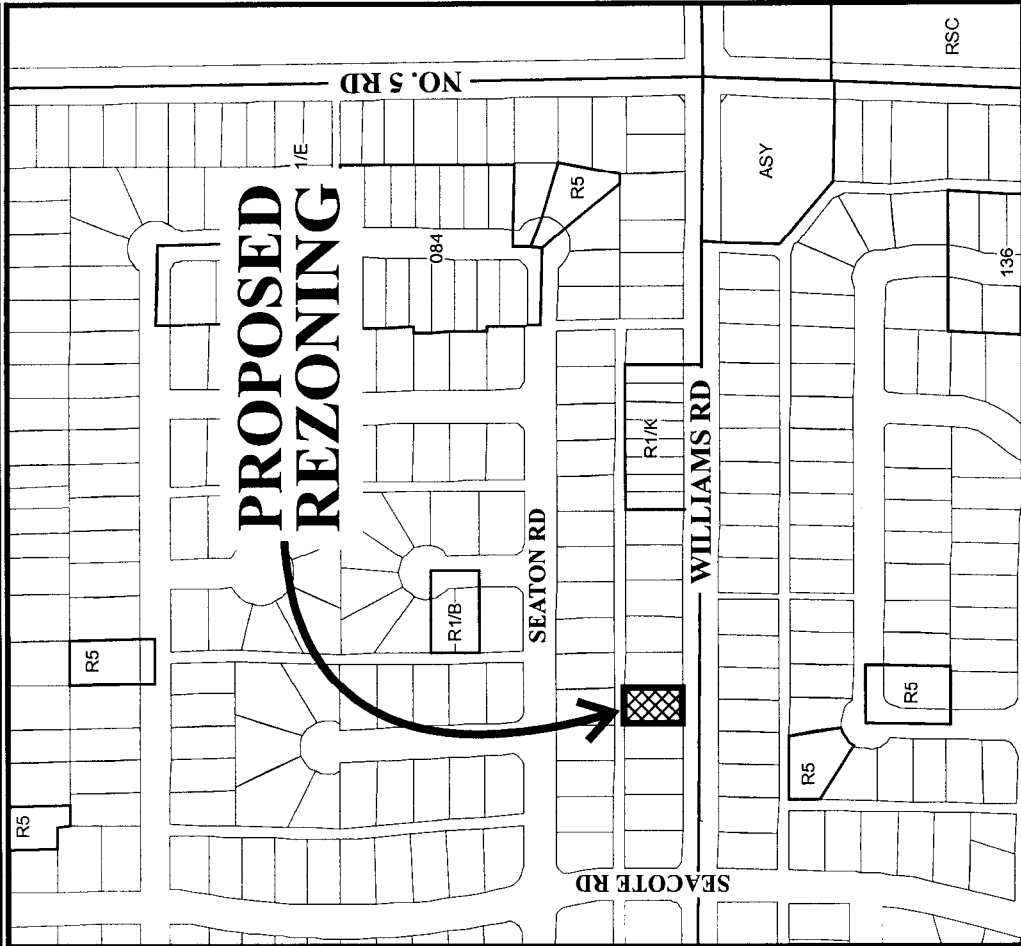 RSC
NO. 5 RD
1/E
PROPOSED
REZONING
ASY
R5
084
136
R1/K
WILLIAMS RD
SEATON RD
R1/B
R5
R5
R5
R5
SEACOTE RD